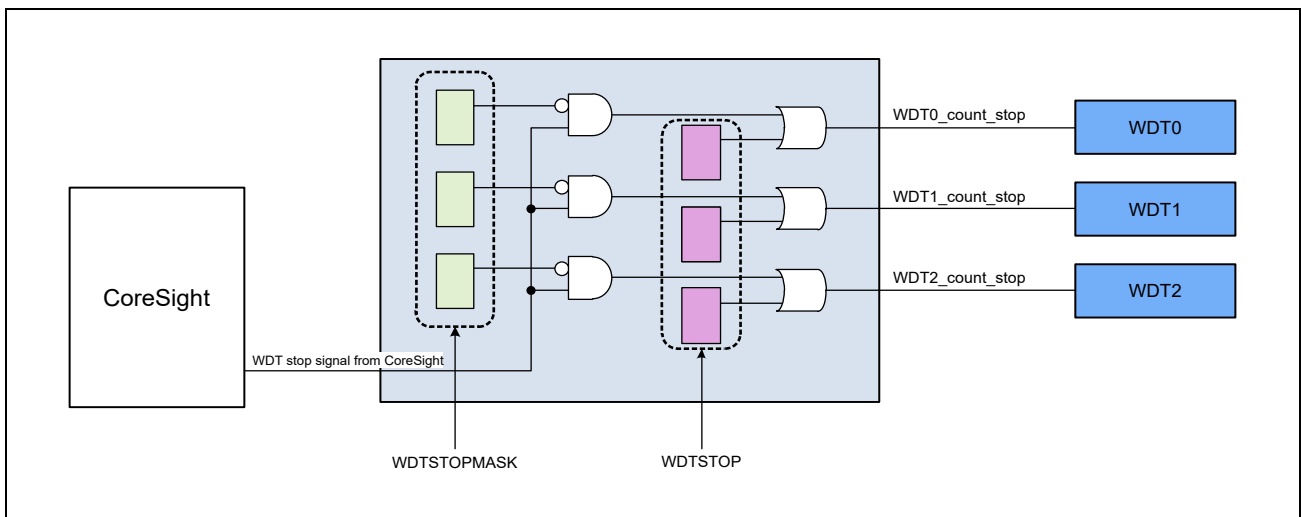 WDT0_count_stop
WDT0
WDT1_count_stop
WDT1
WDT2_count_stop
WDT2
CoreSight
WDT stop signal from CoreSight
WDTSTOPMASK
WDTSTOP